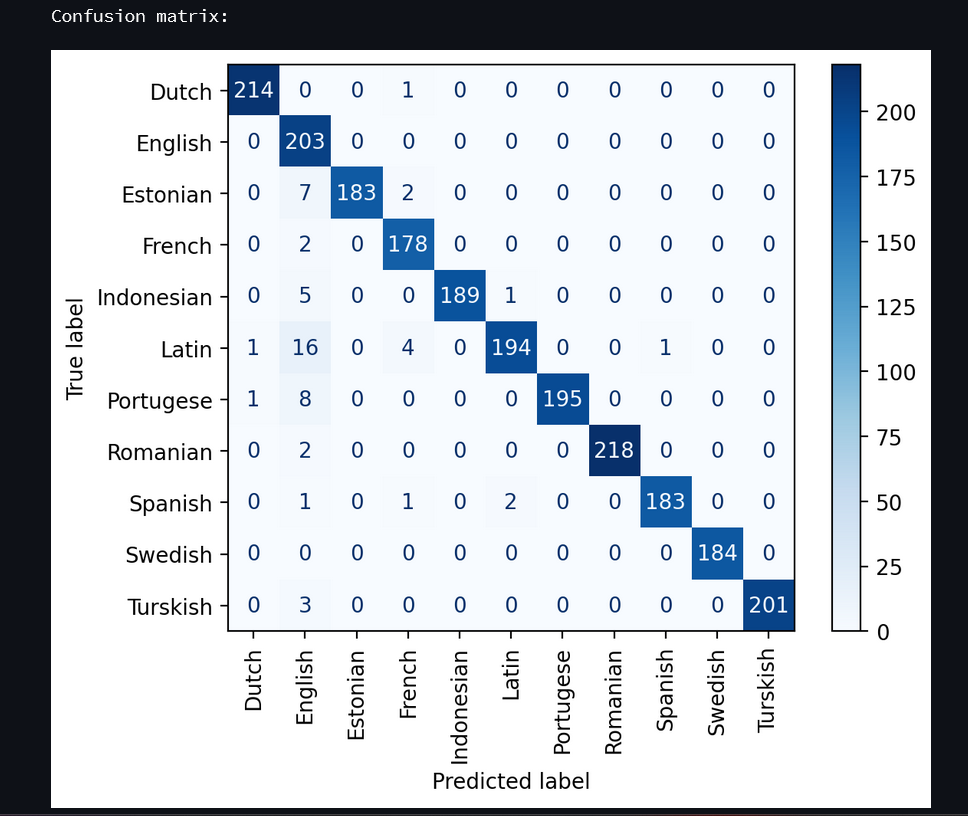 Confusion matrix:
Dutch 214 0 0 1 0 0 0 0 0 0 0
English 0 203 0 0 0 0 0 0 0 0 0
Estonian 0 7 183 2 0 0 0 0 0 0 0
French 0 2 0 178 0 0 0 0 0 0 0
Indonesian 0 5 0 0 189 1 0 0 0 0 0
Latin 1 16 0 4 0 194 0 0 1 0 0
Portugese 1 8 0 0 0 0 195 0 0 0 0
Romanian 0 2 0 0 0 0 0 218 0 0 0
Spanish 0 1 0 1 0 2 0 0 183 0 0
Swedish 0 0 0 0 0 0 0 0 0 184 0
Turskish 0 3 0 0 0 0 0 0 0 0 201
True label
Dutch English Estonian French Indonesian Latin Portugese Romanian Spanish Swedish Turskish
Predicted label
200
175
150
125
100
75
50
25
0